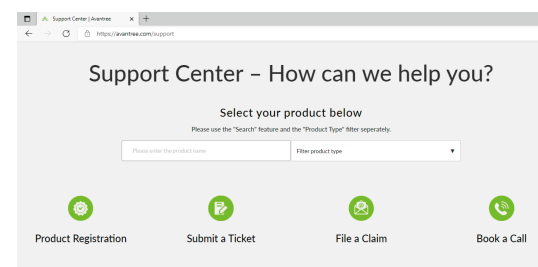 Support Center | Avantree
https://avantree.com/support
Support Center – How can we help you?
Select your product below
Please use the "Search" feature and the "Product Type" filter seperately.
Please enter the product name
Filter product type
Product Registration
Submit a Ticket
File a Claim
Book a Call